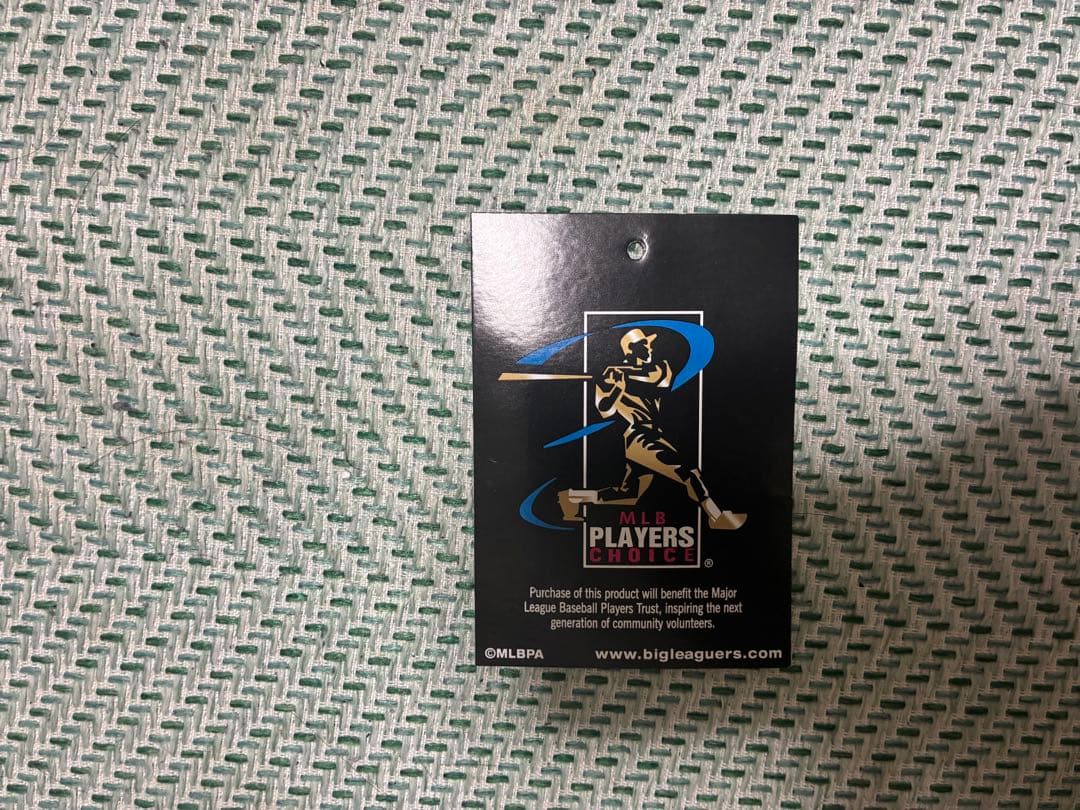 MLB
PLAYERS
CHOICE®
Purchase of this product will benefit the Major
League Baseball Players Trust, inspiring the next
generation of community volunteers.
©MLBPA www.bigleaguers.com